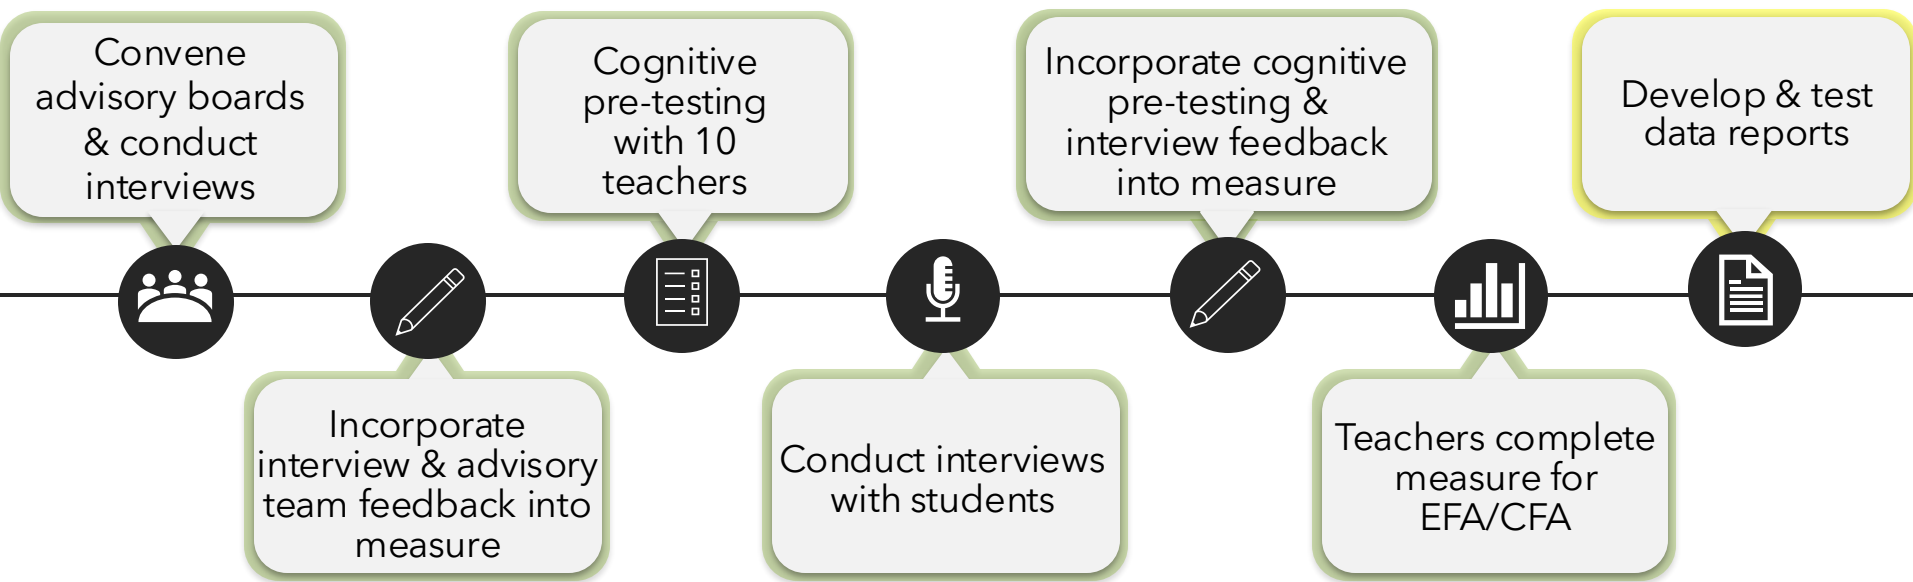 Convene
advisory boards
& conduct
interviews
Incorporate
interview & advisory
team feedback into
measure
Cognitive
pre-testing
with 10
teachers
Conduct interviews
with students
Incorporate cognitive
pre-testing &
interview feedback
into measure
Teachers complete
measure for
EFA/CFA
Develop & test
data reports